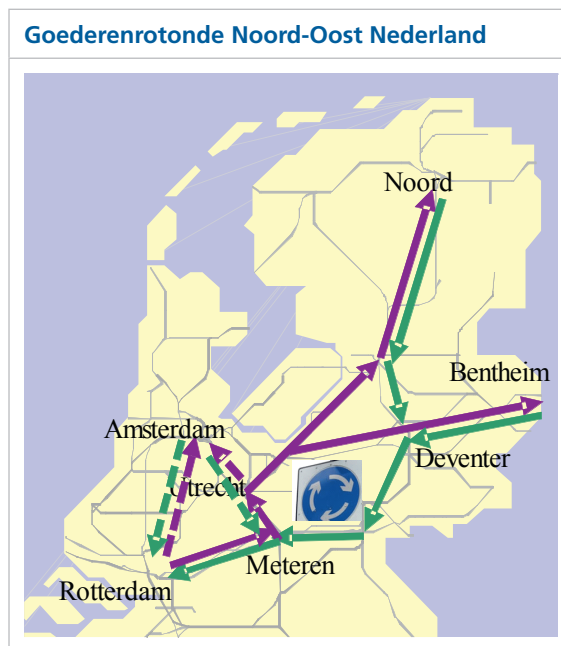 Goederenrotonde Noord-Oost Nederland
Noord
Bentheim
Amsterdam
Deventer
Utrecht
Meteren
Rotterdam